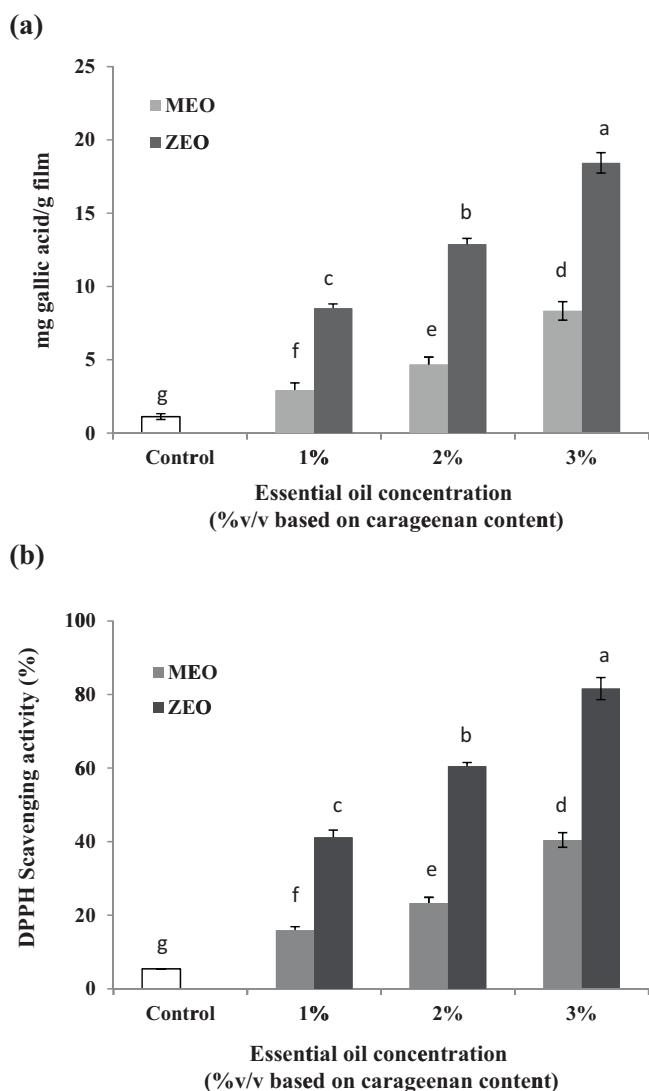 (a)
25
20
15
10
5
0
mg gallic acid/g film
MEO
ZEO
g
f
c
e
b
d
a
Control
1%
2%
3%
Essential oil concentration
(%v/v based on carageenan content)
(b)
100
80
60
40
20
0
DPPH Scavenging activity (%)
MEO
ZEO
g
f
c
e
b
d
a
Control
1%
2%
3%
Essential oil concentration
(%v/v based on carageenan content)